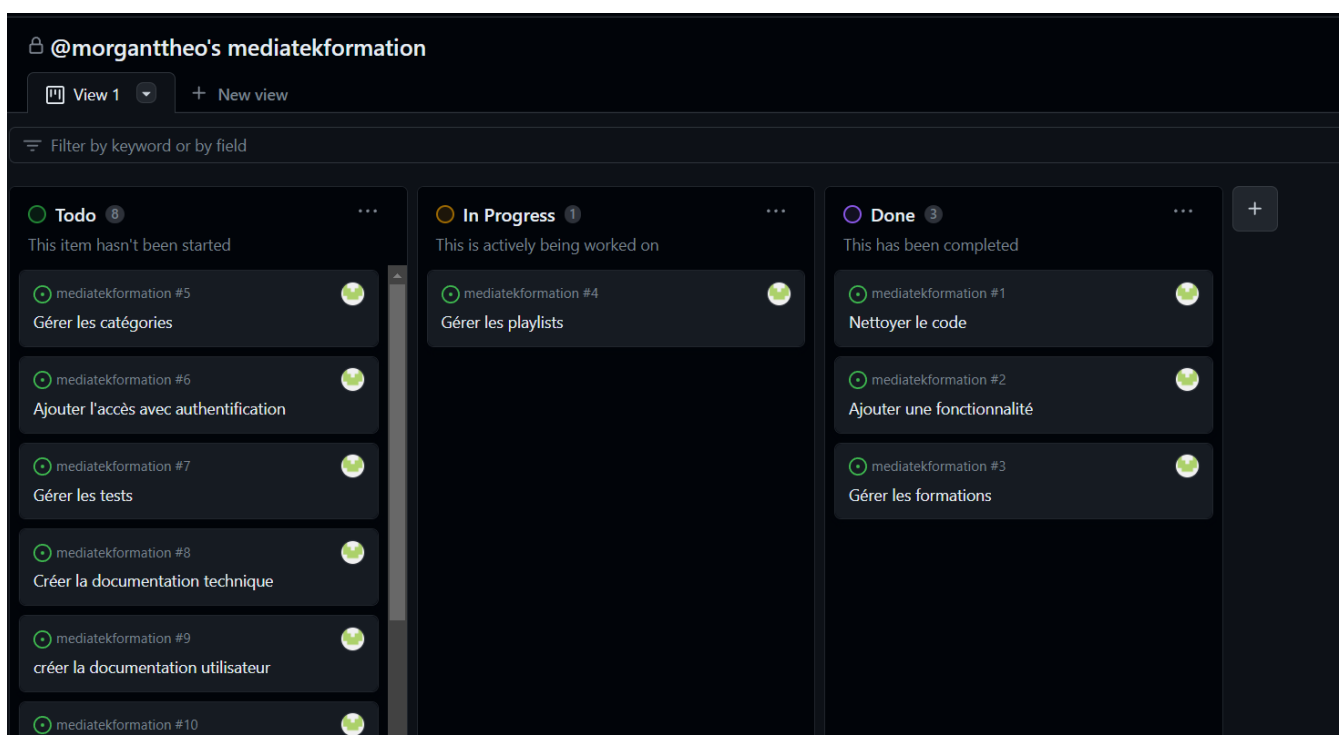 @morganttheo's mediatekformation
View 1
New view
Filter by keyword or by field
Todo 8
This item hasn't been started
mediatekformation #5
Gérer les catégories
mediatekformation #6
Ajouter l'accès avec authentification
mediatekformation #7
Gérer les tests
mediatekformation #8
Créer la documentation technique
mediatekformation #9
créer la documentation utilisateur
mediatekformation #10
In Progress 1
This is actively being worked on
mediatekformation #4
Gérer les playlists
Done 3
This has been completed
mediatekformation #1
Nettoyer le code
mediatekformation #2
Ajouter une fonctionnalité
mediatekformation #3
Gérer les formations